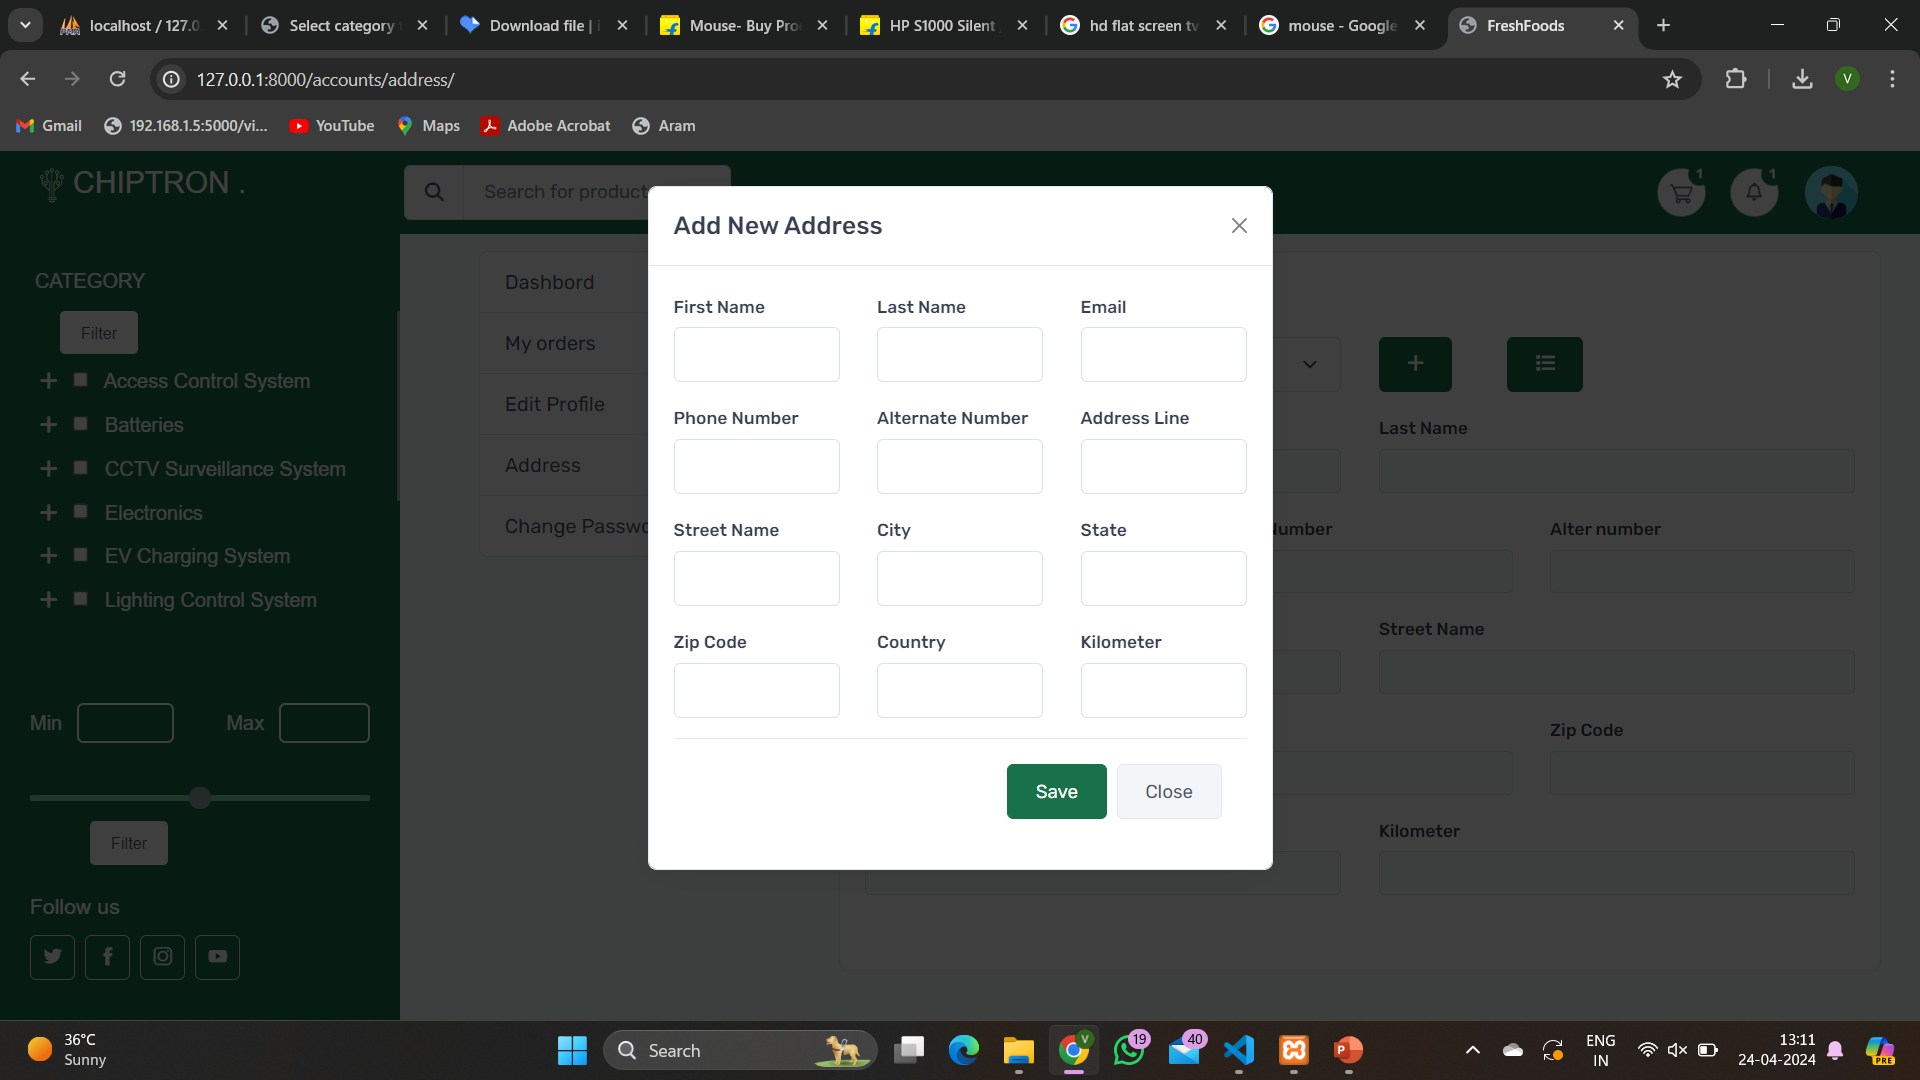 localhost / 127.0
Select category
Download file |
Mouse- Buy Pro
HP S1000 Silent
hd flat screen tv
mouse - Google
FreshFoods
127.0.0.1:8000/accounts/address/
V
Gmail
192.168.1.5:5000/vi...
YouTube
Maps
Adobe Acrobat
Aram
CHIPTRON .
Search for product
1
1
CATEGORY
Filter
Access Control System
Batteries
CCTV Surveillance System
Electronics
EV Charging System
Lighting Control System
Min
Max
Filter
Follow us
Dashbord
My orders
Edit Profile
Address
Change Passwo
Add New Address
First Name
Last Name
Email
Phone Number
Alternate Number
Address Line
Street Name
City
State
Zip Code
Country
Kilometer
Save
Close
Last Name
Number
Alter number
Street Name
Zip Code
Kilometer
36°C
Sunny
Search
V
19
40
P
ENG
IN
13:11
24-04-2024
PRE